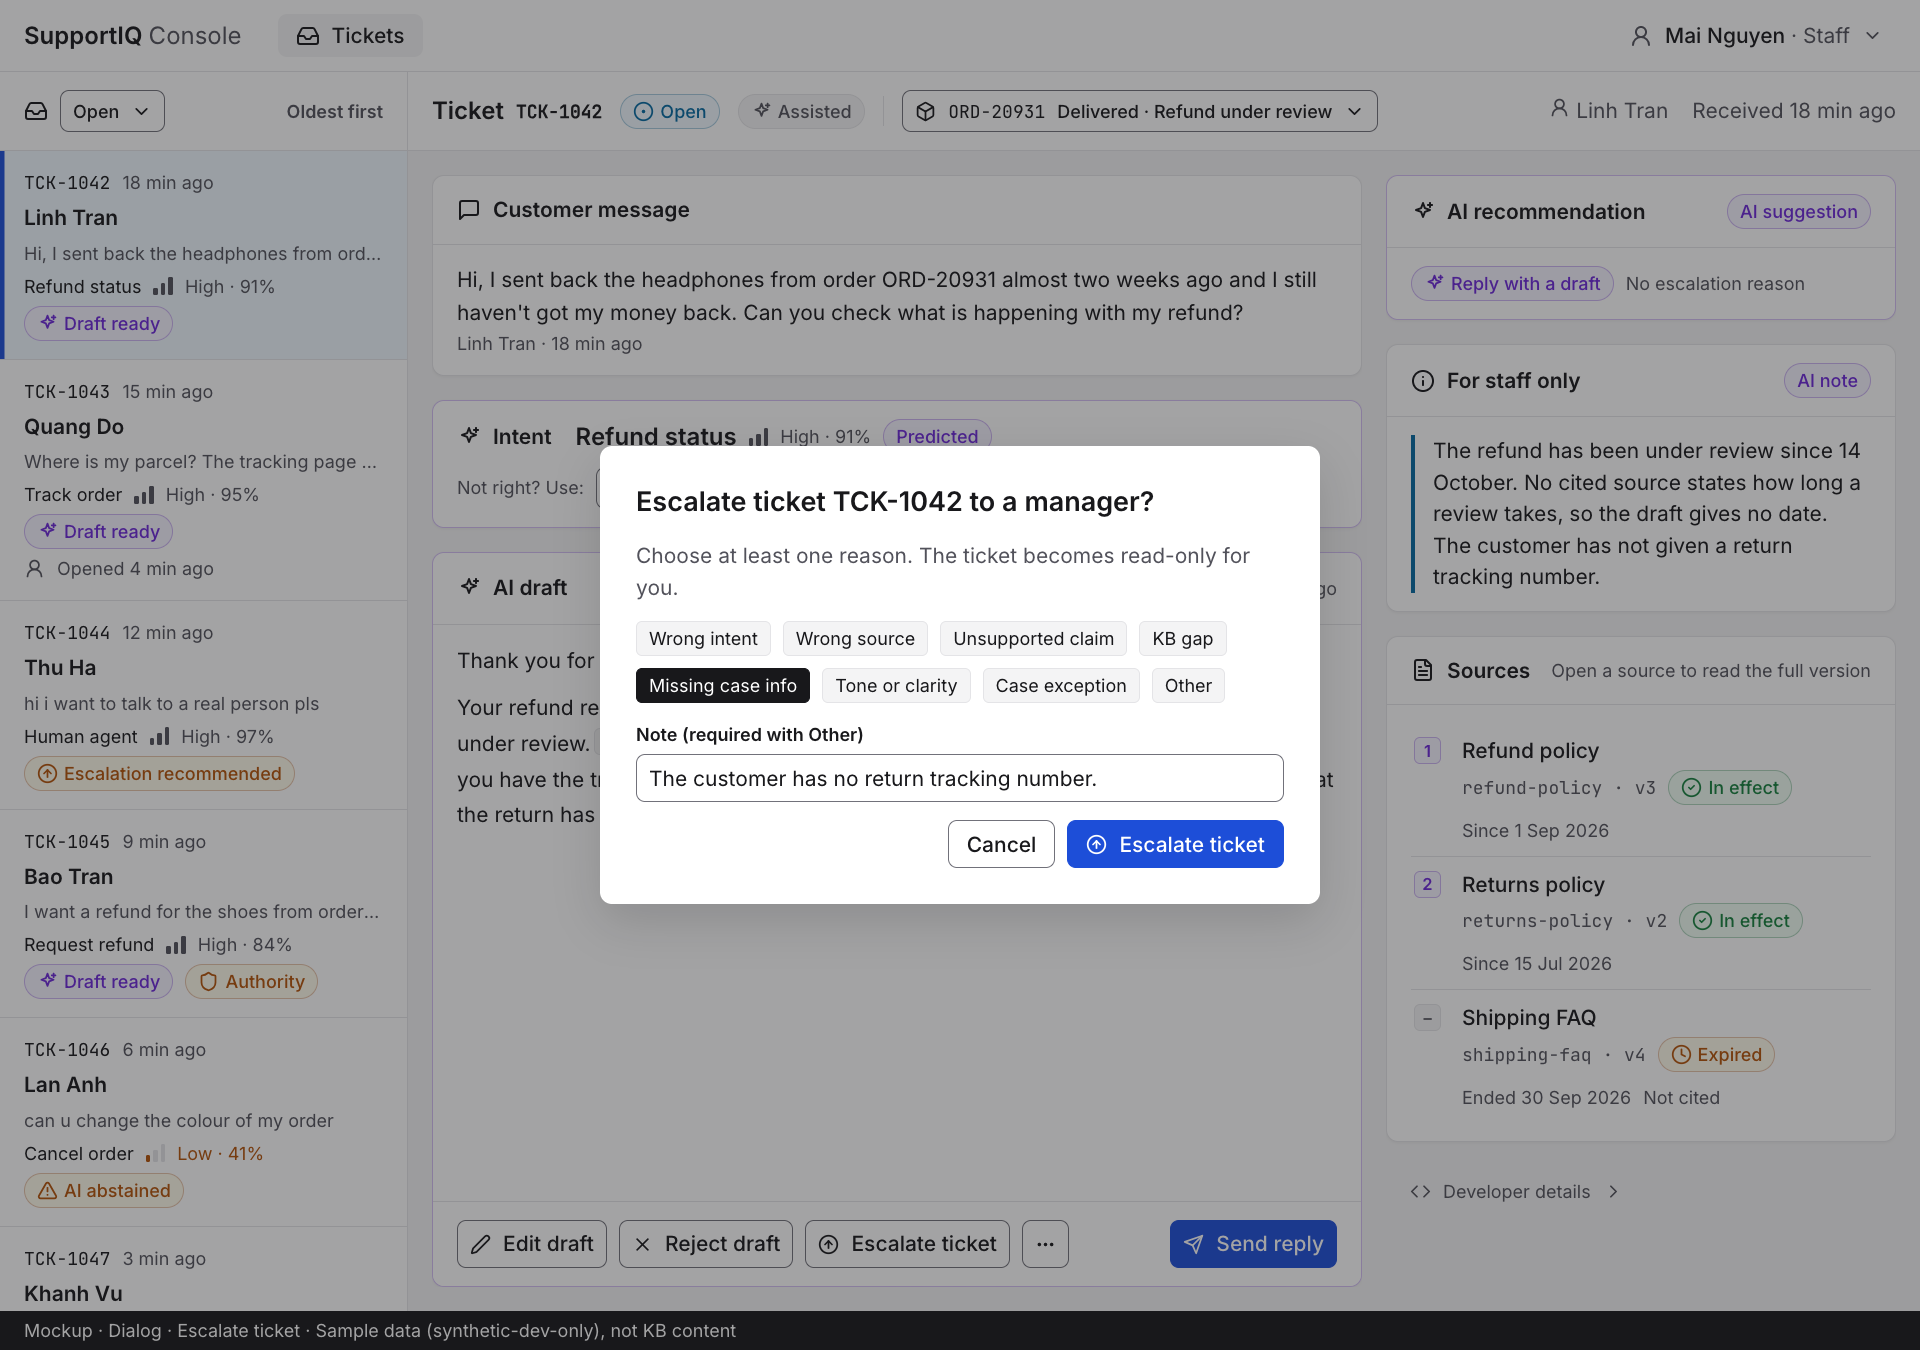 SupportIQ Console
Tickets
Mai Nguyen · Staff
Open
Oldest first
Ticket TCK-1042
Open
Assisted
ORD-20931 Delivered · Refund under review
Linh Tran
Received 18 min ago
TCK-1042 18 min ago
Linh Tran
Hi, I sent back the headphones from ord...
Refund status High · 91%
Draft ready
TCK-1043 15 min ago
Quang Do
Where is my parcel? The tracking page ...
Track order High · 95%
Draft ready
Opened 4 min ago
TCK-1044 12 min ago
Thu Ha
hi i want to talk to a real person pls
Human agent High · 97%
Escalation recommended
TCK-1045 9 min ago
Bao Tran
I want a refund for the shoes from order...
Request refund High · 84%
Draft ready Authority
TCK-1046 6 min ago
Lan Anh
can u change the colour of my order
Cancel order Low · 41%
AI abstained
TCK-1047 3 min ago
Khanh Vu
Customer message
Hi, I sent back the headphones from order ORD-20931 almost two weeks ago and I still
haven't got my money back. Can you check what is happening with my refund?
Linh Tran · 18 min ago
Intent Refund status High · 91% Predicted
Not right? Use:
AI draft
Thank you for
Your refund re
under review.
you have the
the return has
Escalate ticket TCK-1042 to a manager?
Choose at least one reason. The ticket becomes read-only for
you.
Wrong intent Wrong source Unsupported claim KB gap
Missing case info Tone or clarity Case exception Other
Note (required with Other)
The customer has no return tracking number.
Cancel Escalate ticket
Edit draft Reject draft Escalate ticket ... Send reply
AI recommendation AI suggestion
Reply with a draft No escalation reason
For staff only AI note
The refund has been under review since 14
October. No cited source states how long a
review takes, so the draft gives no date.
The customer has not given a return
tracking number.
Sources Open a source to read the full version
1 Refund policy
refund-policy · v3 In effect
Since 1 Sep 2026
2 Returns policy
returns-policy · v2 In effect
Since 15 Jul 2026
– Shipping FAQ
shipping-faq · v4 Expired
Ended 30 Sep 2026 Not cited
Developer details
Mockup · Dialog · Escalate ticket · Sample data (synthetic-dev-only), not KB content